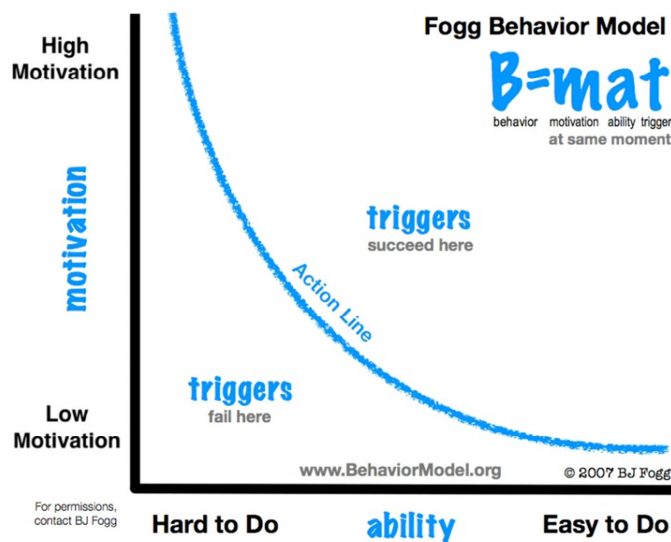 Fogg Behavior Model
B=mat
behavior motivation ability trigger
at same moment
High
Motivation
motivation
Low
Motivation
triggers
succeed here
Action Line
triggers
fail here
www.BehaviorModel.org
© 2007 BJ Fogg
For permissions,
contact BJ Fogg
Hard to Do
ability
Easy to Do